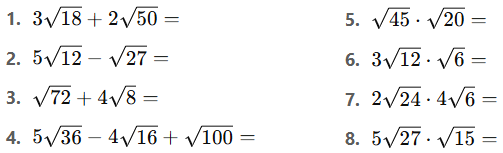 1. 3√18 + 2√50 =
2. 5√12 − √27 =
3. √72 + 4√8 =
4. 5√36 − 4√16 + √100 =
5. √45 · √20 =
6. 3√12 · √6 =
7. 2√24 · 4√6 =
8. 5√27 · √15 =